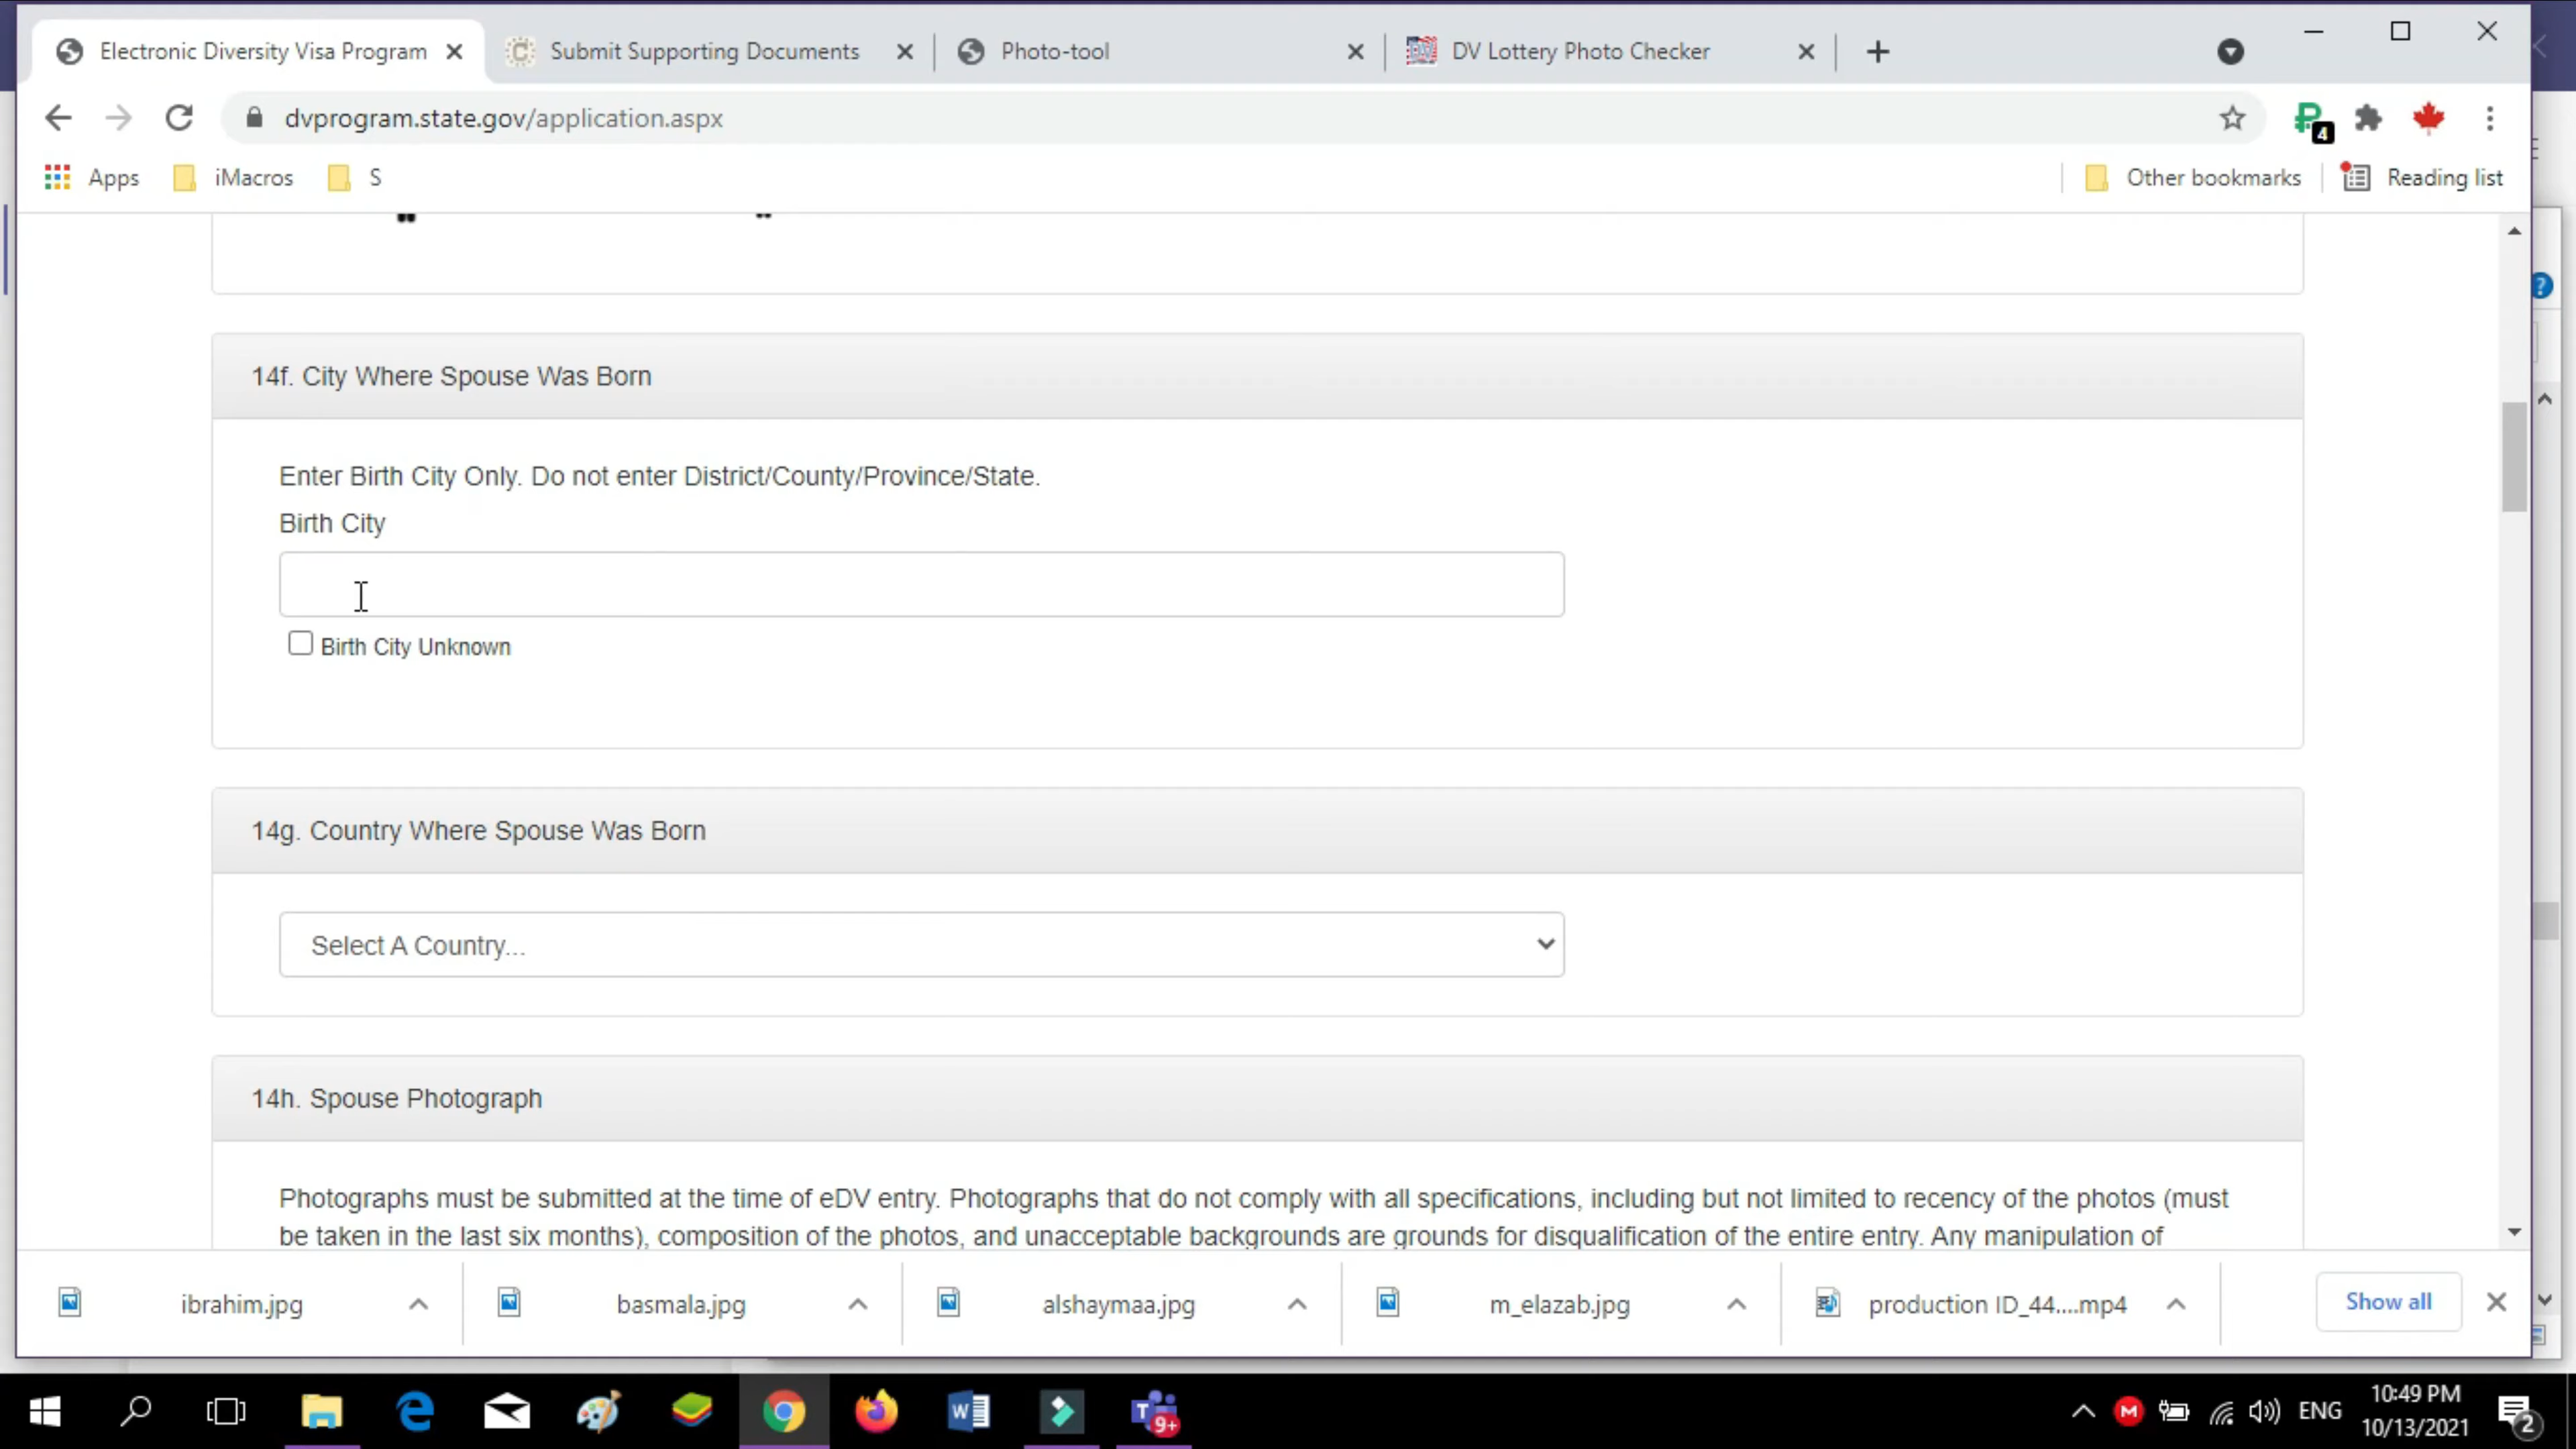 Electronic Diversity Visa Program
Submit Supporting Documents
Photo-tool
DV Lottery Photo Checker
dvprogram.state.gov/application.aspx
4
Apps
iMacros
S
Other bookmarks
Reading list
14f. City Where Spouse Was Born
Enter Birth City Only. Do not enter District/County/Province/State.
Birth City
Birth City Unknown
14g. Country Where Spouse Was Born
Select A Country...
14h. Spouse Photograph
Photographs must be submitted at the time of eDV entry. Photographs that do not comply with all specifications, including but not limited to recency of the photos (must
be taken in the last six months), composition of the photos, and unacceptable backgrounds are grounds for disqualification of the entire entry. Any manipulation of
ibrahim.jpg
basmala.jpg
alshaymaa.jpg
m_elazab.jpg
production ID_44....mp4
Show all
9+
ENG
10:49 PM
10/13/2021
2